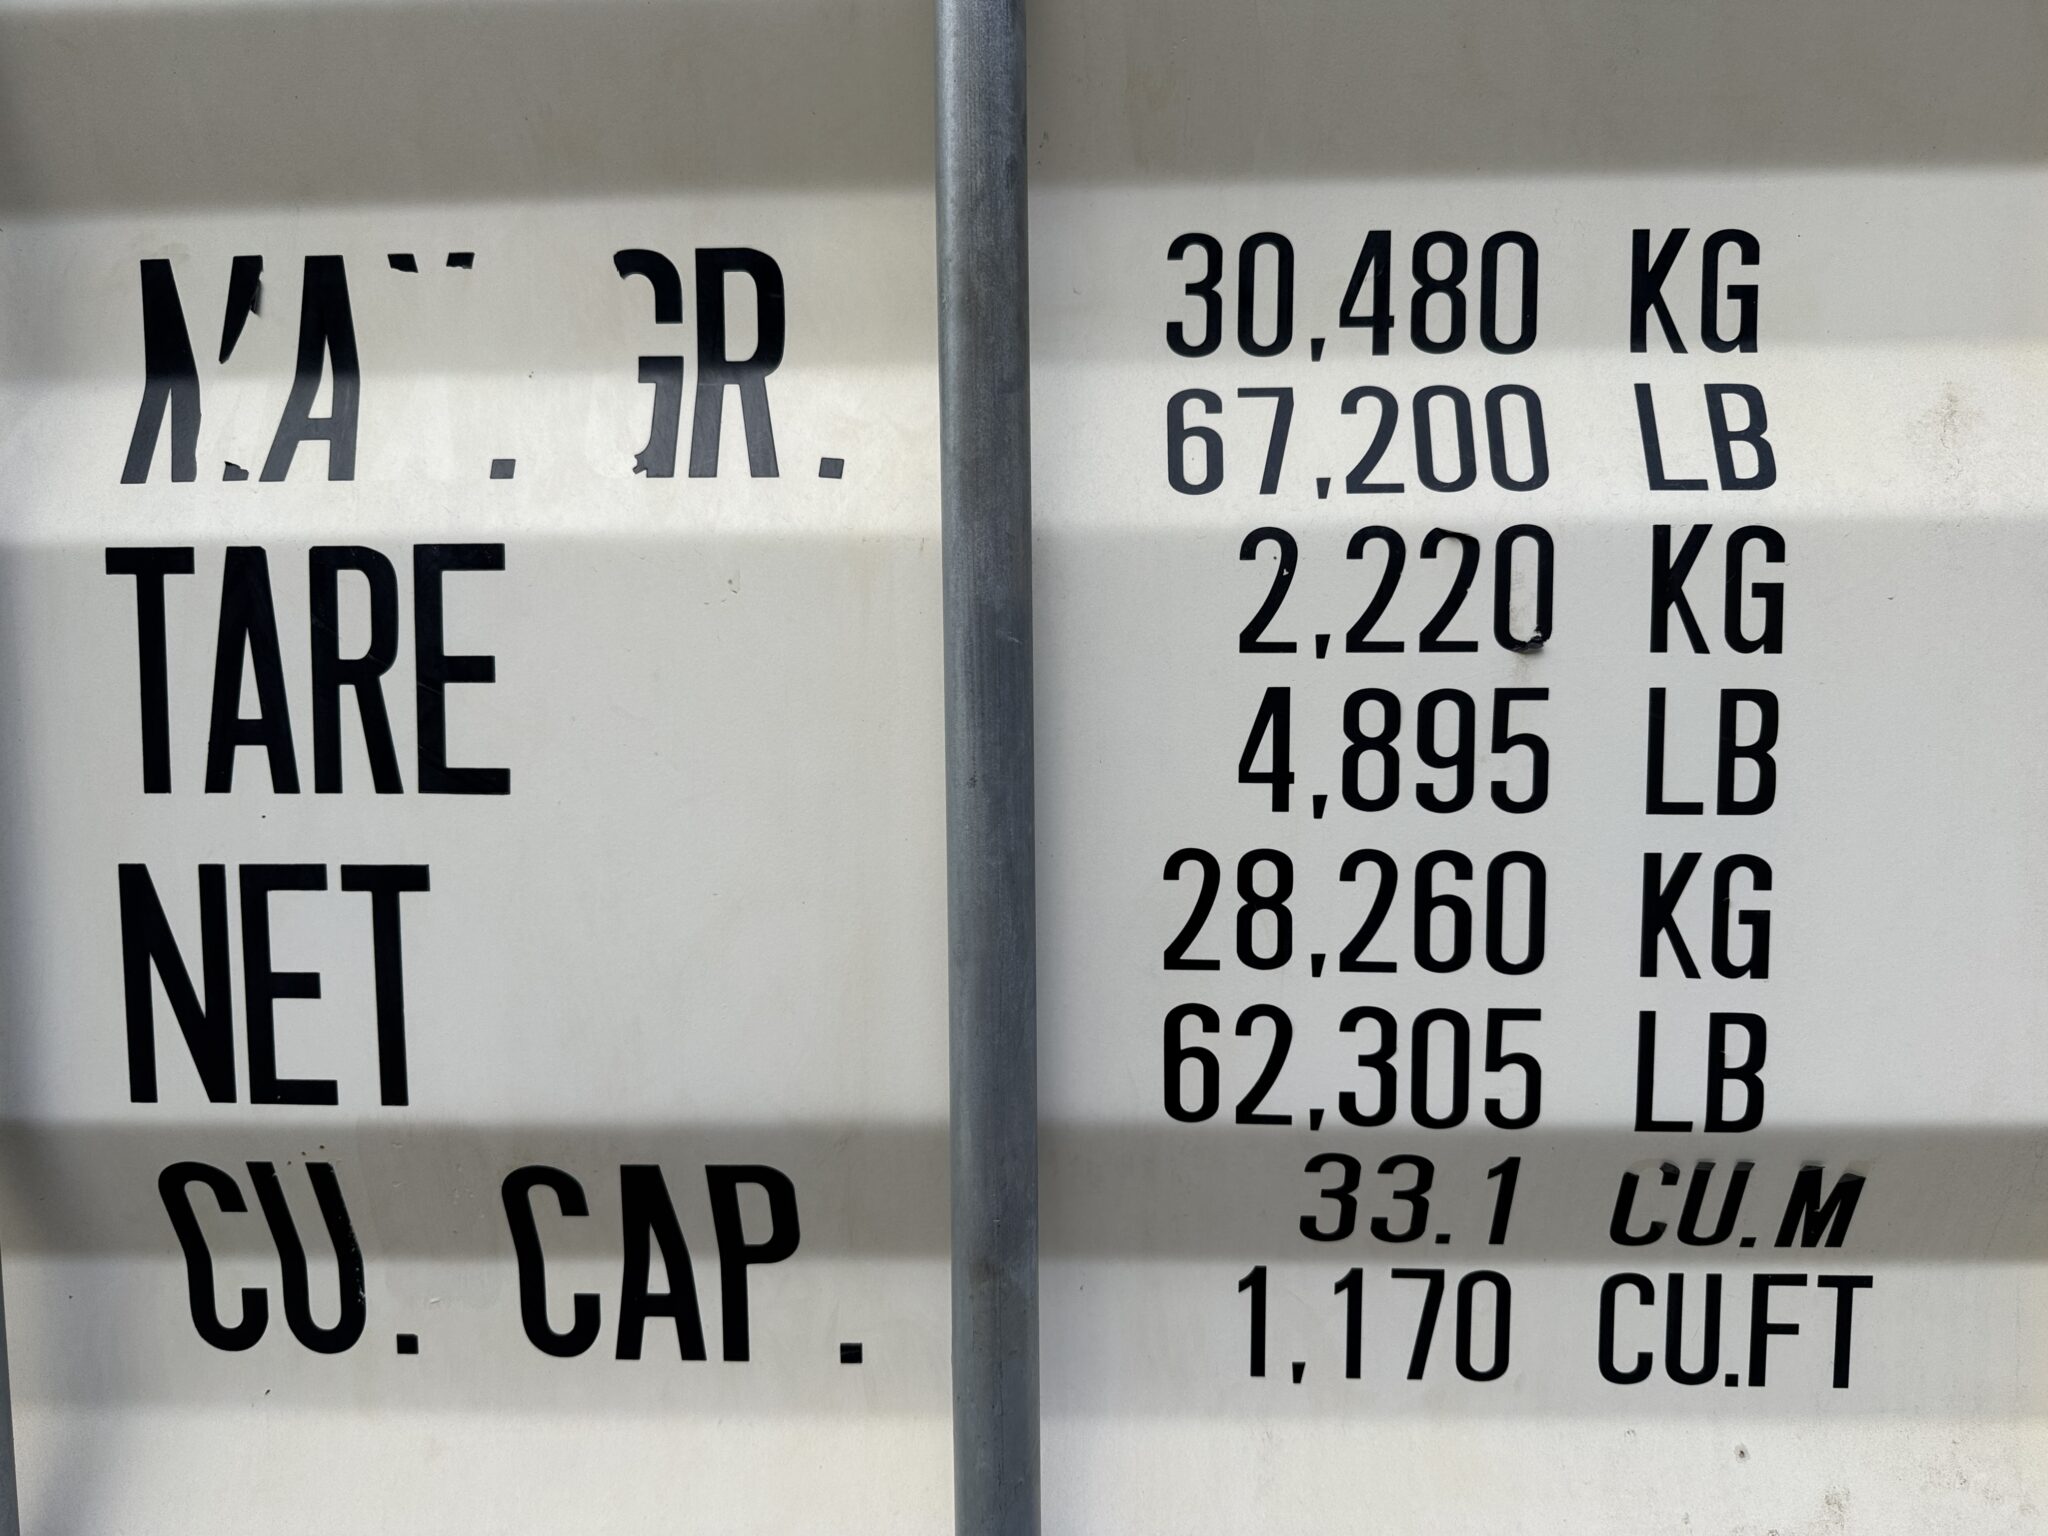 MAX. GR. 30,480 KG
67,200 LB
TARE 2,220 KG
4,895 LB
NET 28,260 KG
62,305 LB
CU. CAP. 33.1 CU.M
1,170 CU.FT